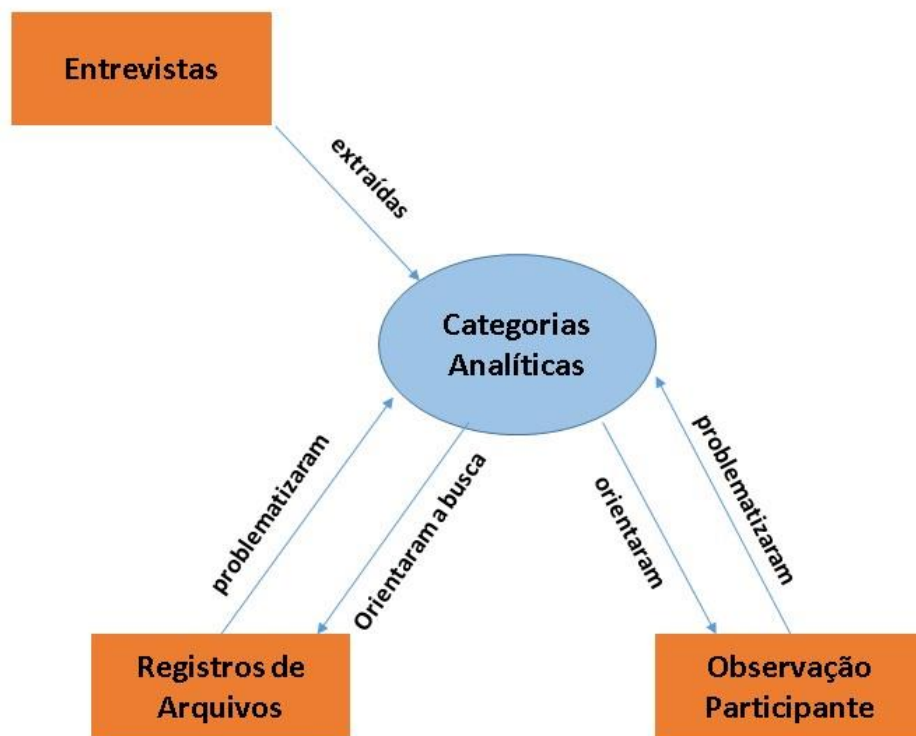 Entrevistas
extraídas
Categorias
Analíticas
problematizaram
Orientaram a busca
orientaram
problematizaram
Registros de
Arquivos
Observação
Participante